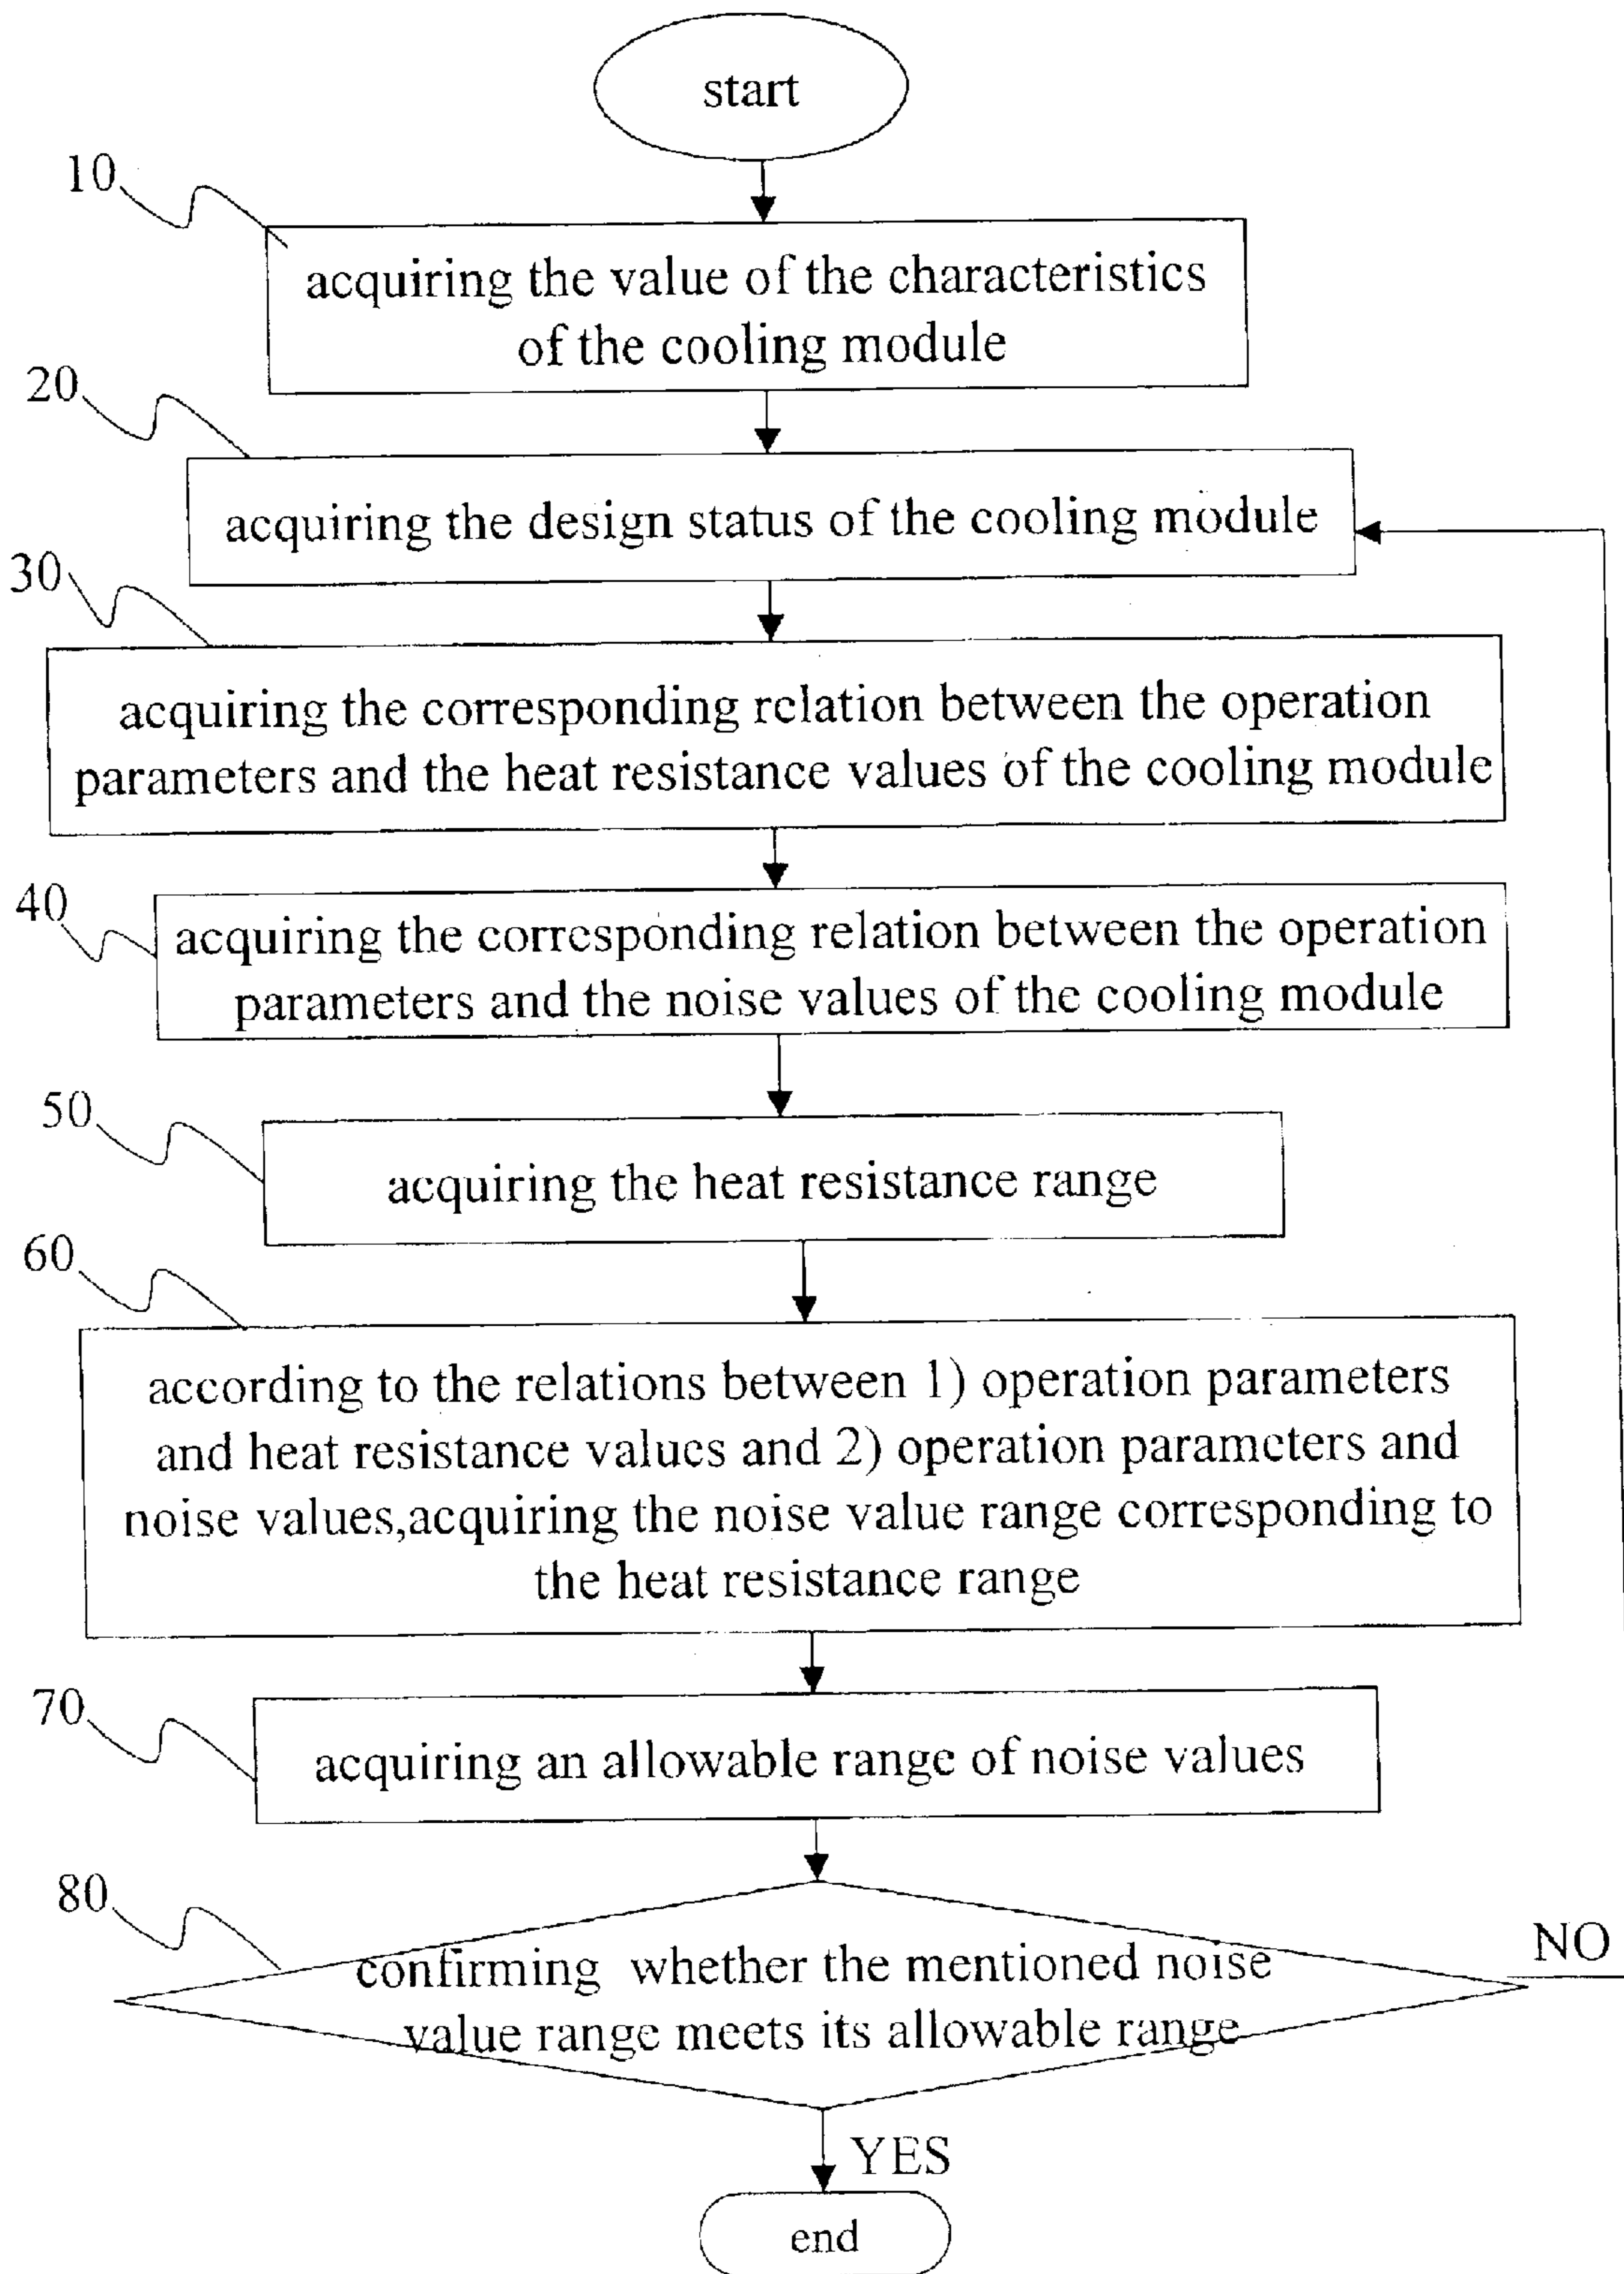 start
10
acquiring the value of the characteristics
of the cooling module
20
acquiring the design status of the cooling module
30
acquiring the corresponding relation between the operation
parameters and the heat resistance values of the cooling module
40
acquiring the corresponding relation between the operation
parameters and the noise values of the cooling module
50
acquiring the heat resistance range
60
according to the relations between 1) operation parameters
and heat resistance values and 2) operation parameters and
noise values,acquiring the noise value range corresponding to
the heat resistance range
70
acquiring an allowable range of noise values
80
confirming whether the mentioned noise
value range meets its allowable range
NO
YES
end